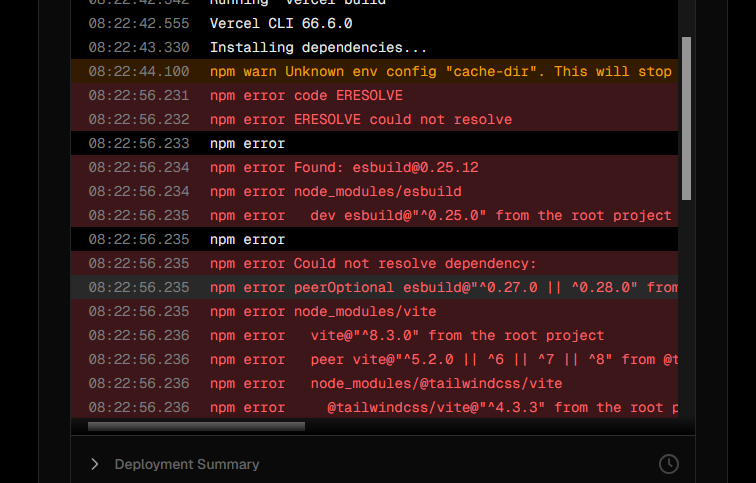 08:22:42.542 Running "vercel build"
08:22:42.555 Vercel CLI 66.6.0
08:22:43.330 Installing dependencies...
08:22:44.100 npm warn Unknown env config "cache-dir". This will stop
08:22:56.231 npm error code ERESOLVE
08:22:56.232 npm error ERESOLVE could not resolve
08:22:56.233 npm error
08:22:56.234 npm error Found: esbuild@0.25.12
08:22:56.234 npm error node_modules/esbuild
08:22:56.235 npm error   dev esbuild@"^0.25.0" from the root project
08:22:56.235 npm error
08:22:56.235 npm error Could not resolve dependency:
08:22:56.235 npm error peerOptional esbuild@"^0.27.0 || ^0.28.0" from
08:22:56.235 npm error node_modules/vite
08:22:56.236 npm error   vite@"^8.3.0" from the root project
08:22:56.236 npm error   peer vite@"^5.2.0 || ^6 || ^7 || ^8" from @t
08:22:56.236 npm error   node_modules/@tailwindcss/vite
08:22:56.236 npm error     @tailwindcss/vite@"^4.3.3" from the root p
Deployment Summary